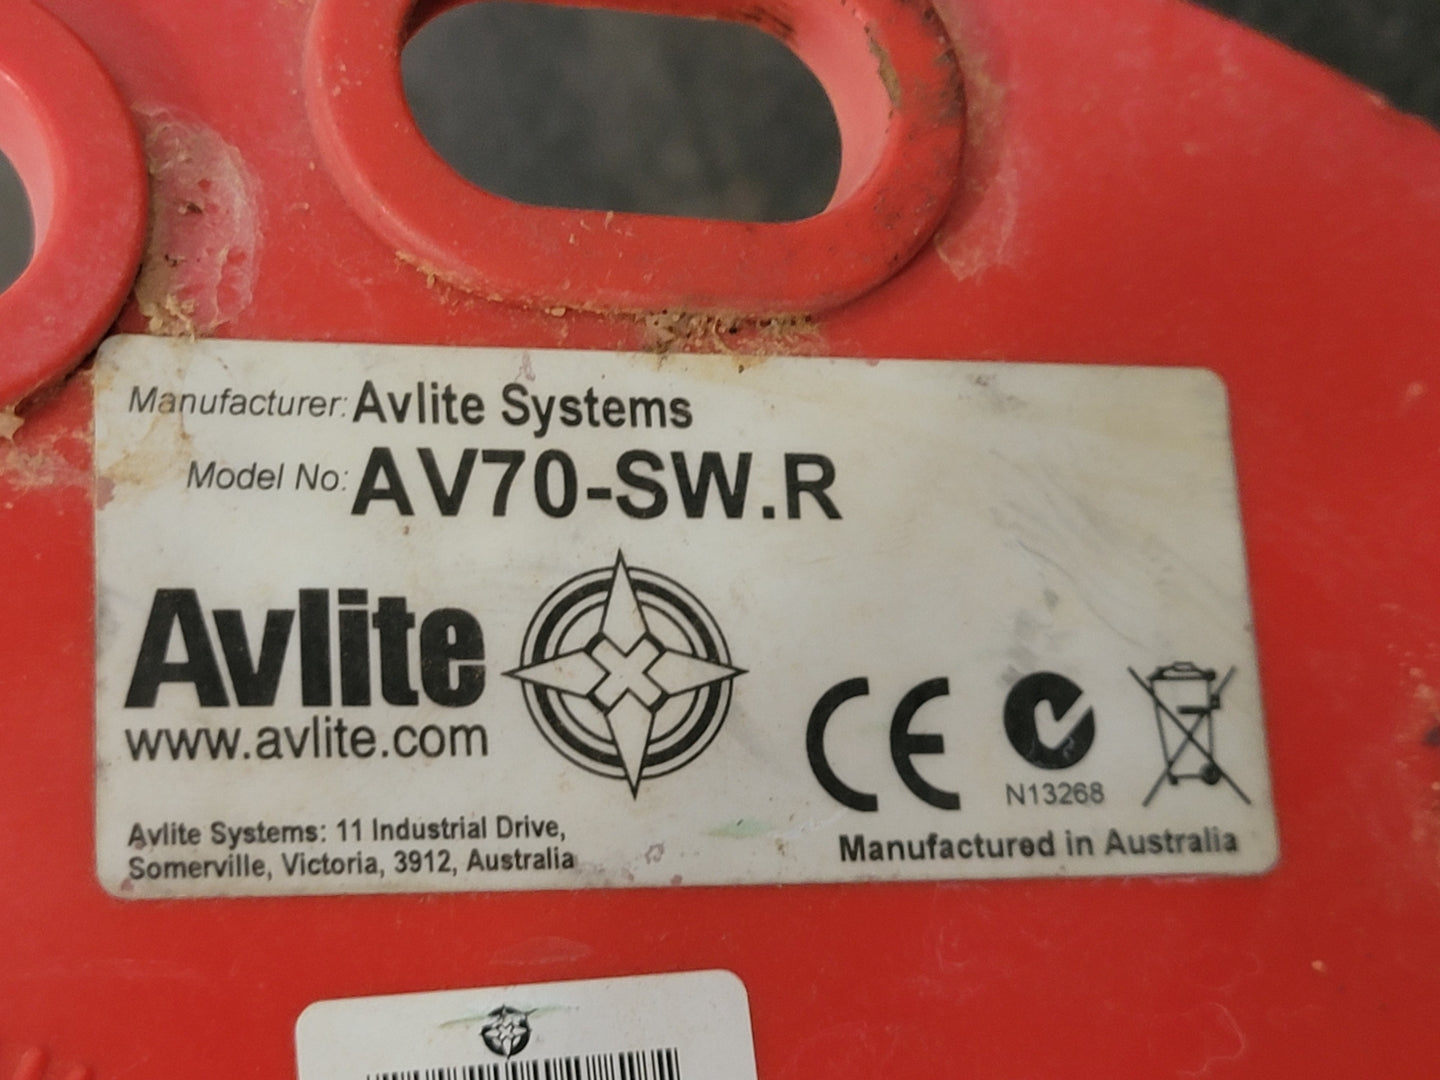 Manufacturer: Avlite Systems
Model No: AV70-SW.R
Avlite
www.avlite.com
CE
N13268
Avlite Systems: 11 Industrial Drive,
Somerville, Victoria, 3912, Australia
Manufactured in Australia